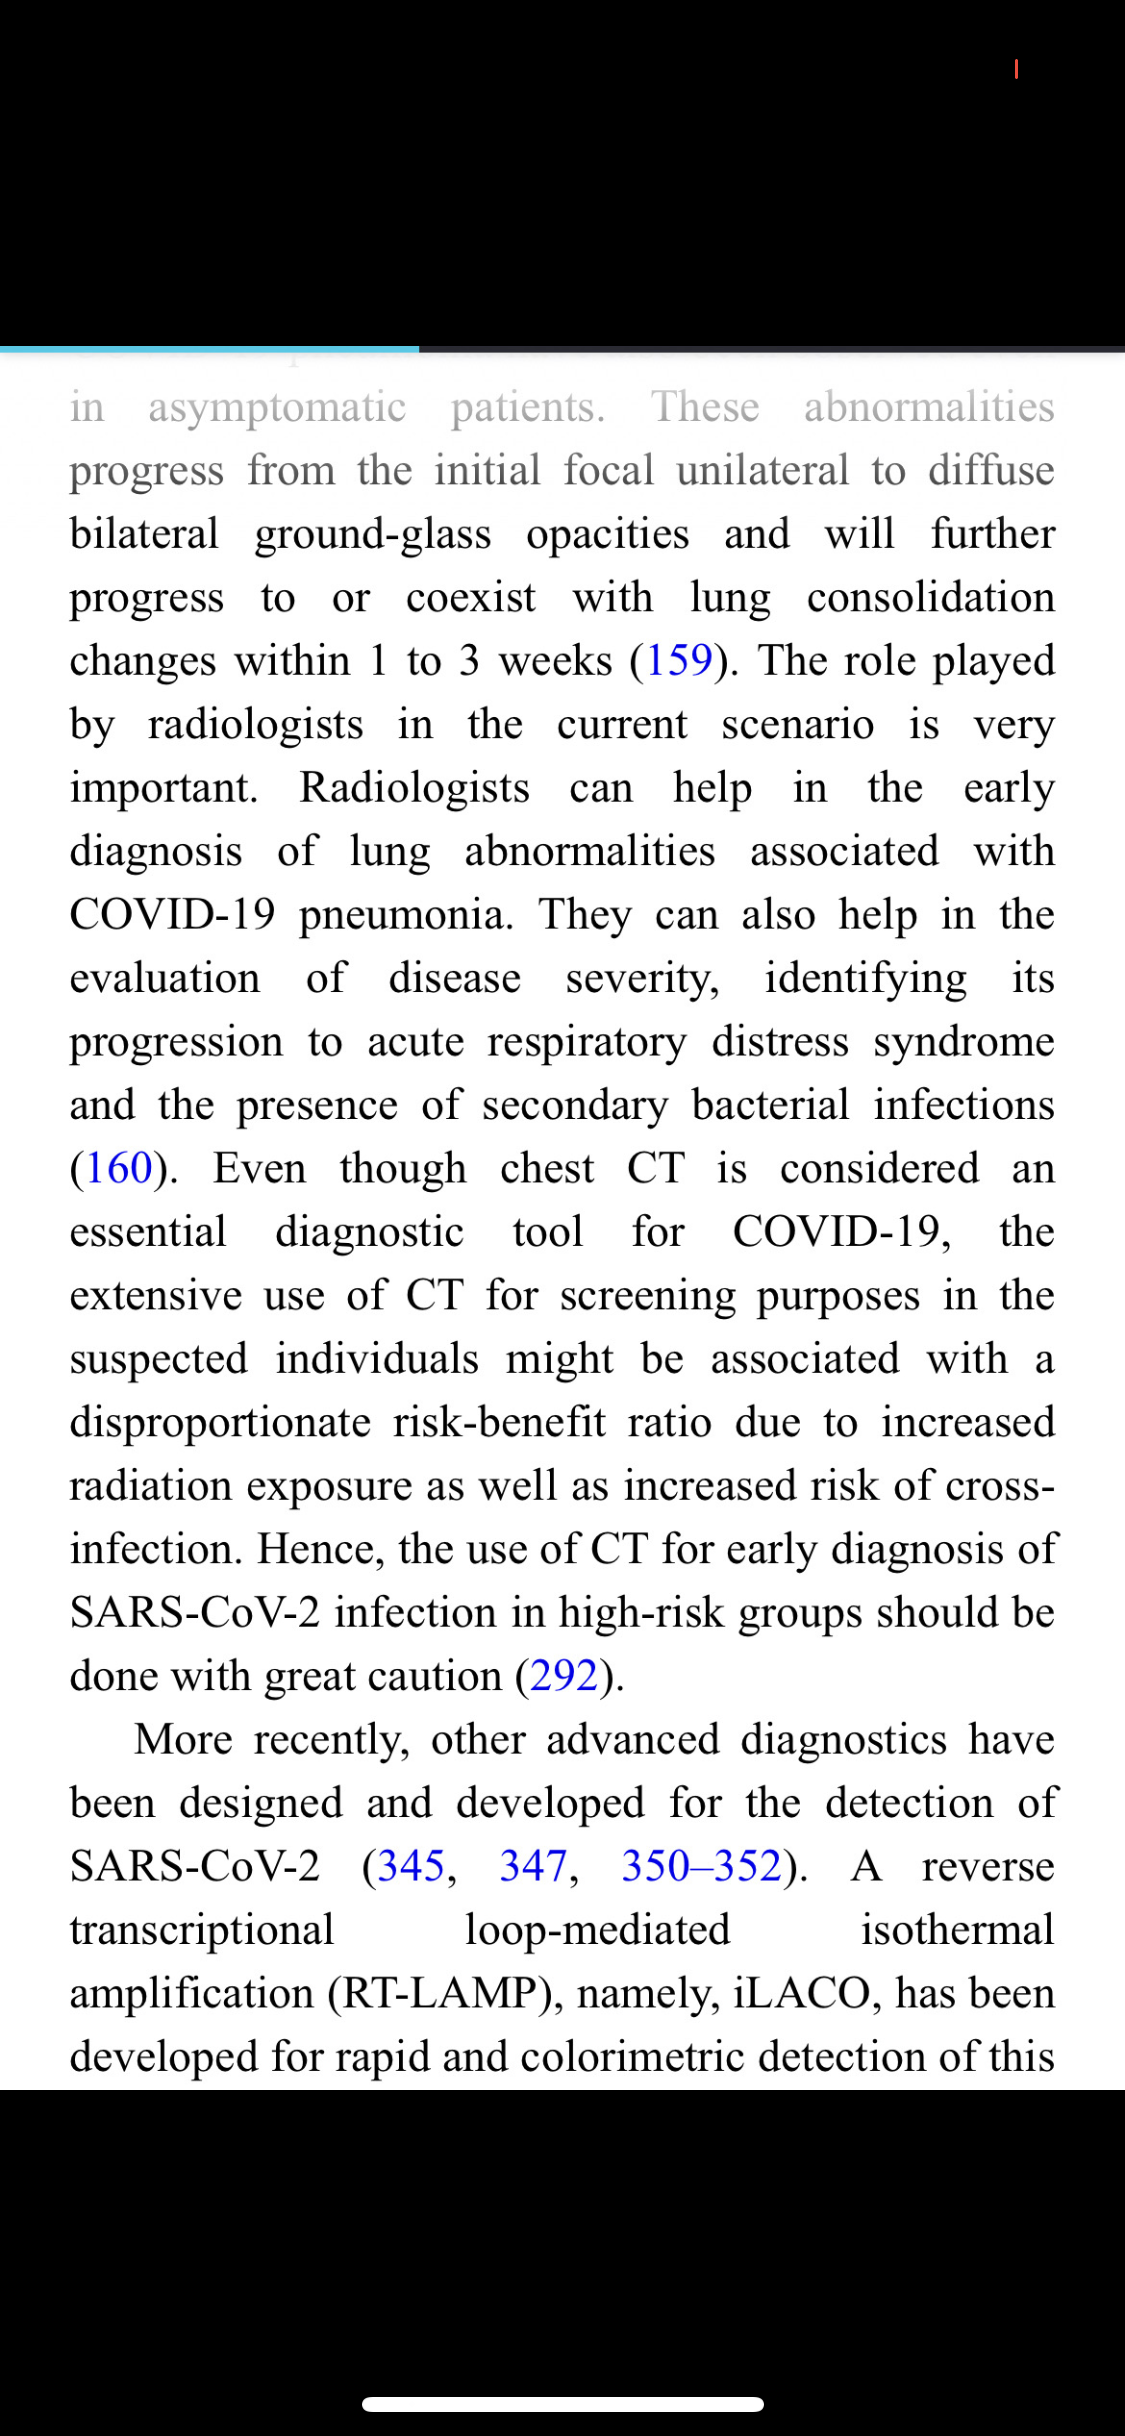 in asymptomatic patients. These abnormalities
progress from the initial focal unilateral to diffuse
bilateral ground-glass opacities and will further
progress to or coexist with lung consolidation
changes within 1 to 3 weeks (159). The role played
by radiologists in the current scenario is very
important. Radiologists can help in the early
diagnosis of lung abnormalities associated with
COVID-19 pneumonia. They can also help in the
evaluation of disease severity, identifying its
progression to acute respiratory distress syndrome
and the presence of secondary bacterial infections
(160). Even though chest CT is considered an
essential diagnostic tool for COVID-19, the
extensive use of CT for screening purposes in the
suspected individuals might be associated with a
disproportionate risk-benefit ratio due to increased
radiation exposure as well as increased risk of cross-
infection. Hence, the use of CT for early diagnosis of
SARS-CoV-2 infection in high-risk groups should be
done with great caution (292).
More recently, other advanced diagnostics have
been designed and developed for the detection of
SARS-CoV-2 (345, 347, 350–352). A reverse
transcriptional loop-mediated isothermal
amplification (RT-LAMP), namely, iLACO, has been
developed for rapid and colorimetric detection of this